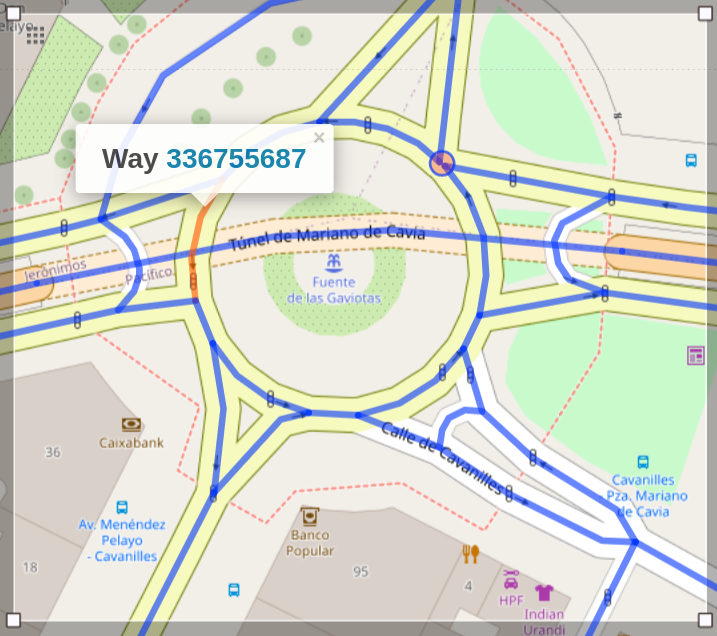 Pelayo
Way 336755687
×
Túnel de Mariano de Cavia
Jerónimos
Pacífico
Fuente
de las Gaviotas
36
Caixabank
Calle de Cavanilles
Cavanilles
Pza. Mariano
de Cavia
Av. Menéndez
Pelayo
- Cavanilles
Banco
Popular
18
95
4
HPF
Indian
Urandi